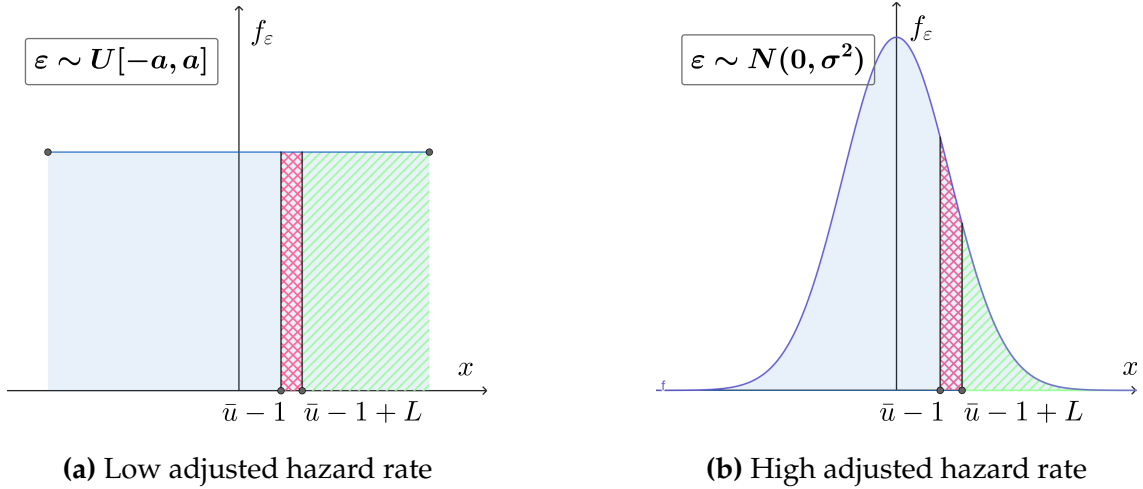 f_ε
ε ∼ U[−a, a]
x
ū − 1
ū − 1 + L
(a) Low adjusted hazard rate
f_ε
ε ∼ N(0, σ²)
f
x
ū − 1
ū − 1 + L
(b) High adjusted hazard rate